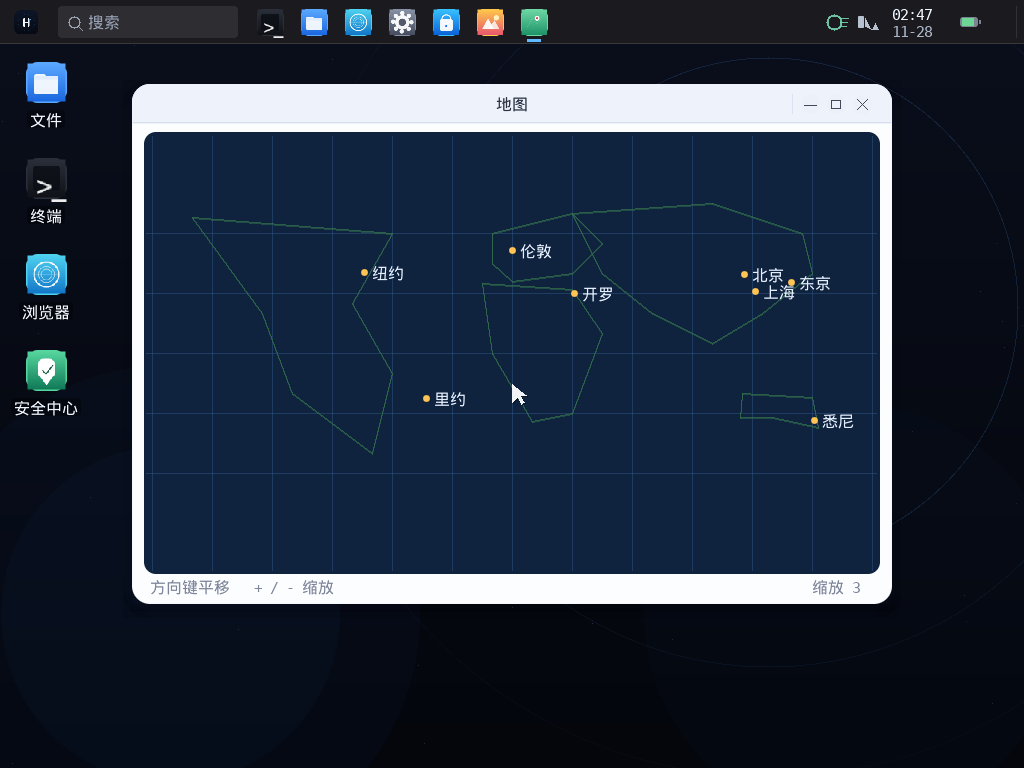 H
搜索
02:47
11-28
文件
终端
浏览器
安全中心
地图
伦敦
纽约
北京
东京
上海
开罗
里约
悉尼
方向键平移 + / - 缩放
缩放 3